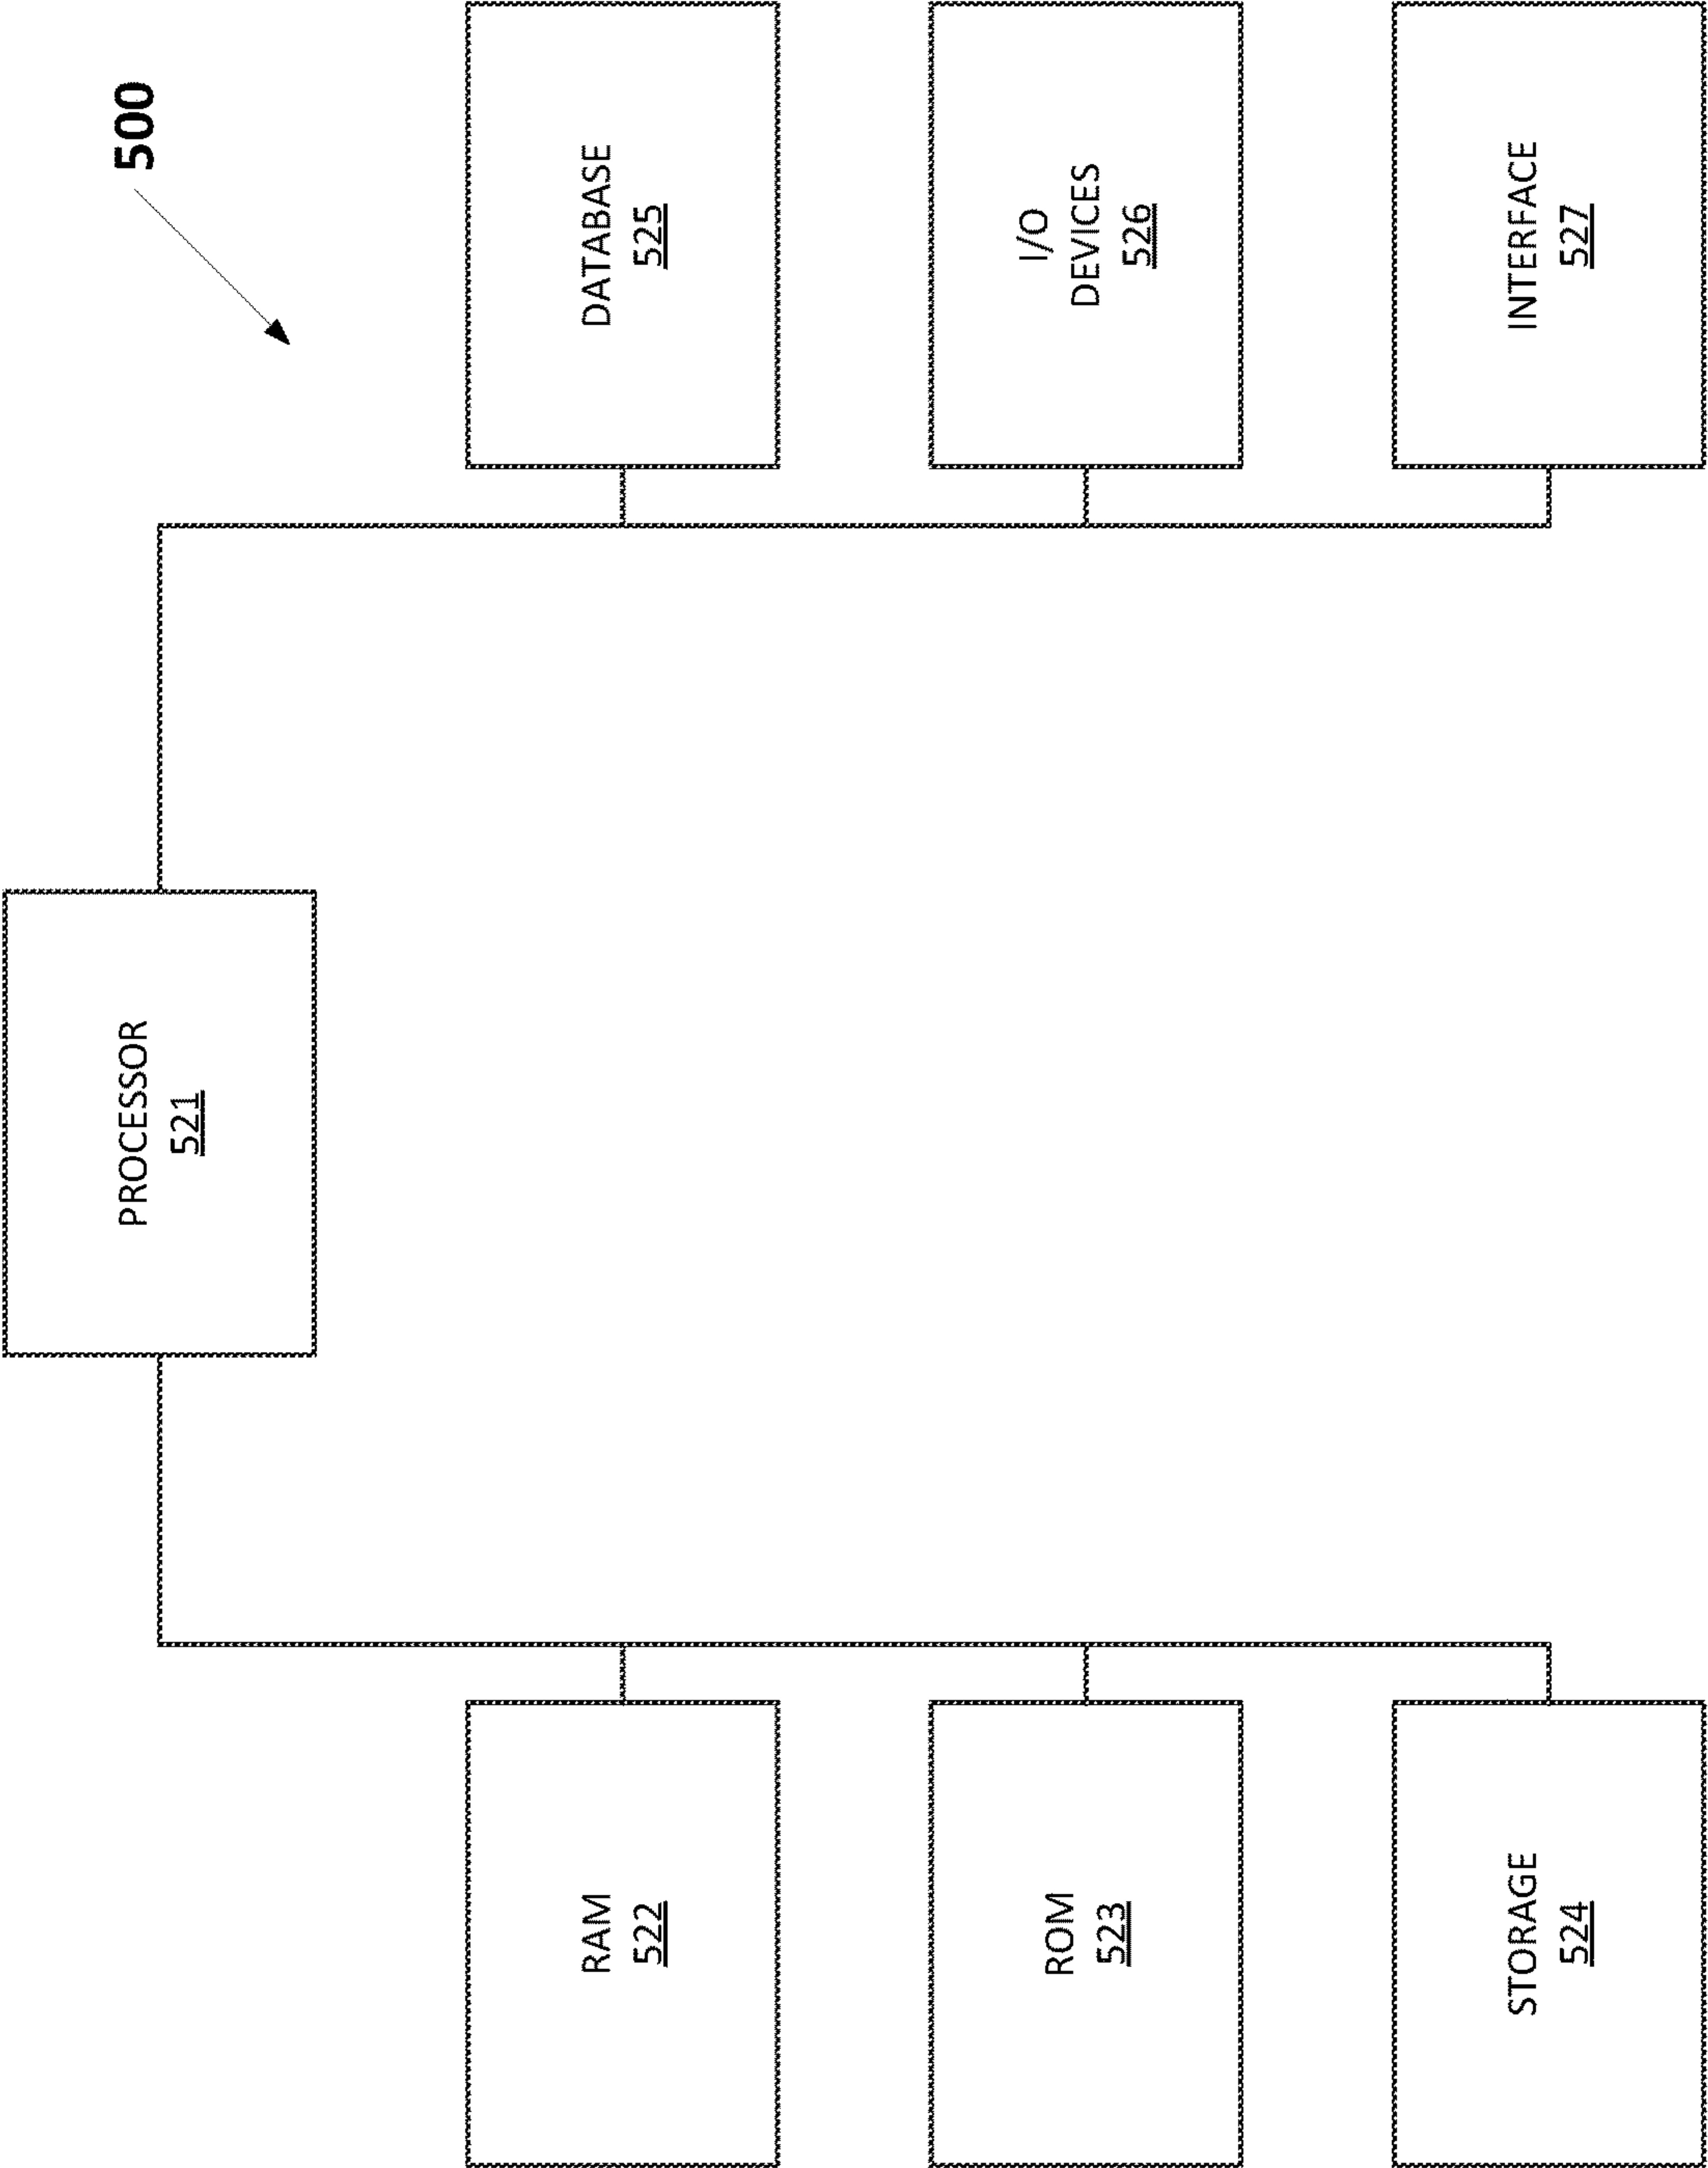 500
PROCESSOR
521
RAM
522
DATABASE
525
ROM
523
I/O
DEVICES
526
STORAGE
524
INTERFACE
527